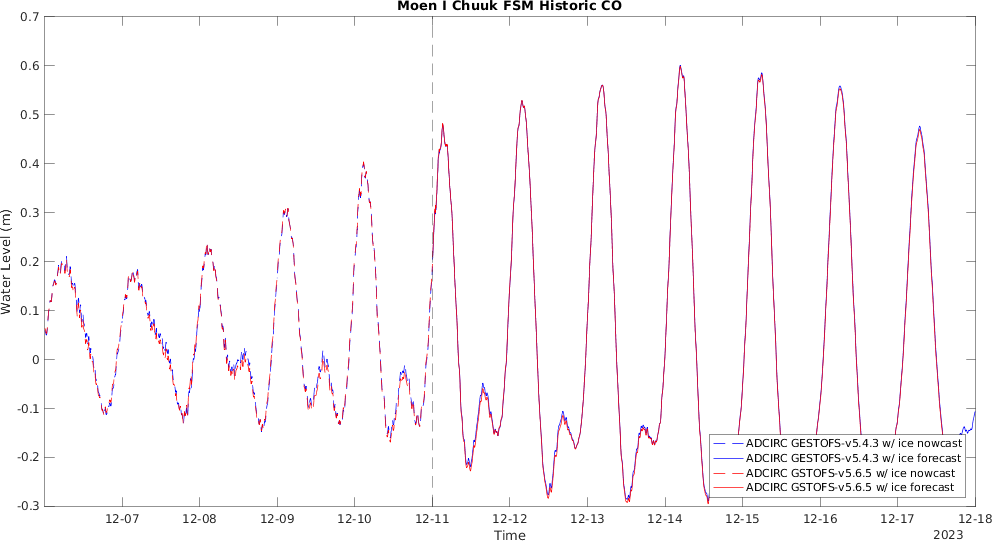 Moen I Chuuk FSM Historic CO
0.7
0.6
0.5
0.4
0.3
0.2
0.1
0
-0.1
-0.2
-0.3
Water Level (m)
ADCIRC GESTOFS-v5.4.3 w/ ice nowcast
ADCIRC GESTOFS-v5.4.3 w/ ice forecast
ADCIRC GSTOFS-v5.6.5 w/ ice nowcast
ADCIRC GSTOFS-v5.6.5 w/ ice forecast
12-07 12-08 12-09 12-10 12-11 12-12 12-13 12-14 12-15 12-16 12-17 12-18
Time 2023